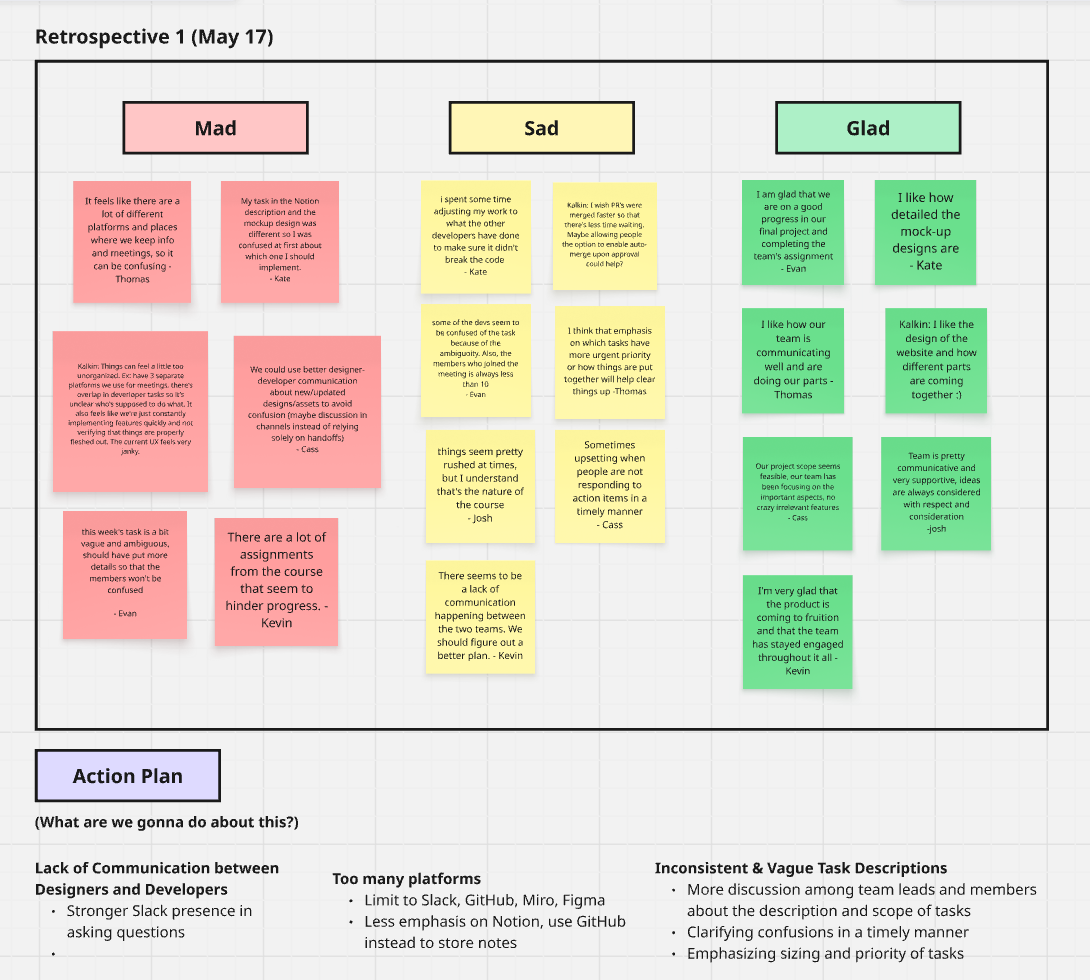 Retrospective 1 (May 17)
Mad
It feels like there are a
lot of different
platforms and places
where we keep info
and meetings, so it
can be confusing -
Thomas
My task in the Notion
description and the
mockup design was
different so I was
confused at first about
which one I should
implement.
- Kate
Kalkin: Things can feel a little too
unorganized. Ex: have 3 separate
platforms we use for meetings, there's
overlap in developer tasks so it's
unclear who's supposed to do what. It
also feels like we're just constantly
implementing features quickly and not
verifying that things are properly
fleshed out. The current UX feels very
janky.
We could use better designer-
developer communication
about new/updated
designs/assets to avoid
confusion (maybe discussion in
channels instead of relying
solely on handoffs)
- Cass
this week's task is a bit
vague and ambiguous,
should have put more
details so that the
members won't be
confused
- Evan
There are a lot of
assignments
from the course
that seem to
hinder progress. -
Kevin
Sad
i spent some time
adjusting my work to
what the other
developers have done
to make sure it didn't
break the code
- Kate
Kalkin: I wish PR's were
merged faster so that
there's less time waiting.
Maybe allowing people
the option to enable auto-
merge upon approval
could help?
some of the devs seem to
be confused of the task
because of the
ambiguity. Also, the
members who joined the
meeting is always less
than 10
- Evan
I think that emphasis
on which tasks have
more urgent priority
or how things are put
together will help clear
things up -Thomas
things seem pretty
rushed at times,
but I understand
that's the nature of
the course
- Josh
Sometimes
upsetting when
people are not
responding to
action items in a
timely manner
- Cass
There seems to be
a lack of
communication
happening between
the two teams. We
should figure out a
better plan. - Kevin
Glad
I am glad that we
are on a good
progress in our
final project and
completing the
team's assignment
- Evan
I like how
detailed the
mock-up
designs are
- Kate
I like how our
team is
communicating
well and are
doing our parts -
Thomas
Kalkin: I like the
design of the
website and how
different parts
are coming
together :)
Our project scope seems
feasible, our team has
been focusing on the
important aspects, no
crazy irrelevant features
- Cass
Team is pretty
communicative and
very supportive, ideas
are always considered
with respect and
consideration
-josh
I'm very glad that
the product is
coming to fruition
and that the team
has stayed engaged
throughout it all -
Kevin
Action Plan
(What are we gonna do about this?)
Lack of Communication between
Designers and Developers
• Stronger Slack presence in
asking questions
•
Too many platforms
• Limit to Slack, GitHub, Miro, Figma
• Less emphasis on Notion, use GitHub
instead to store notes
Inconsistent & Vague Task Descriptions
• More discussion among team leads and members
about the description and scope of tasks
• Clarifying confusions in a timely manner
• Emphasizing sizing and priority of tasks